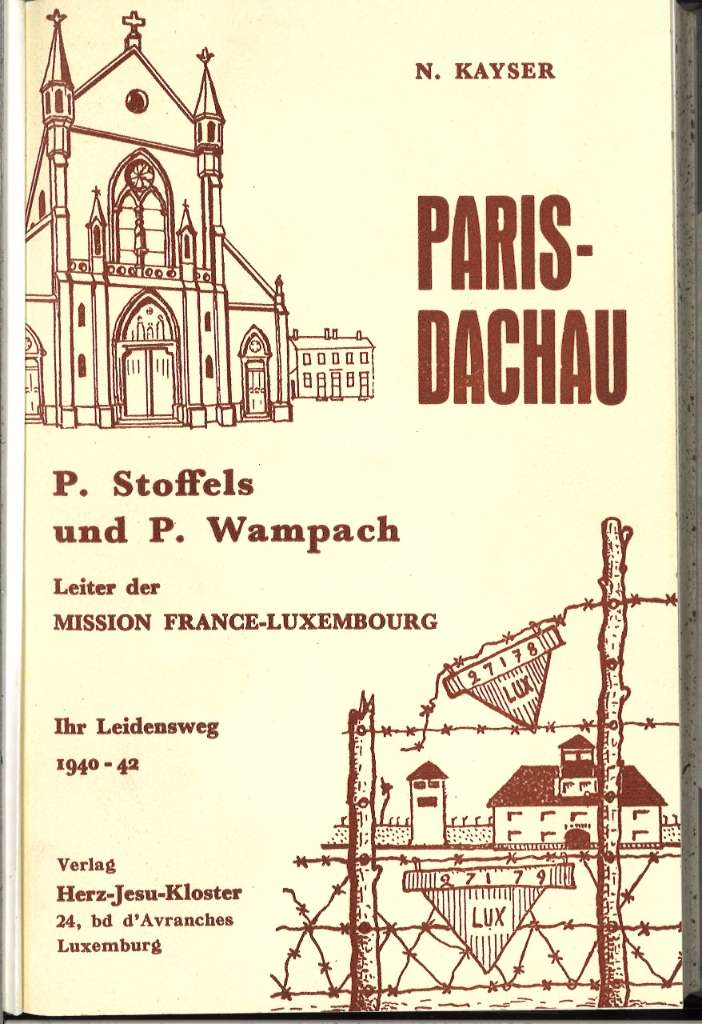 N. KAYSER
PARIS-
DACHAU
P. Stoffels
und P. Wampach
Leiter der
MISSION FRANCE-LUXEMBOURG
27178
LUX
Ihr Leidensweg
1940 - 42
27179
LUX
Verlag
Herz-Jesu-Kloster
24, bd d'Avranches
Luxemburg